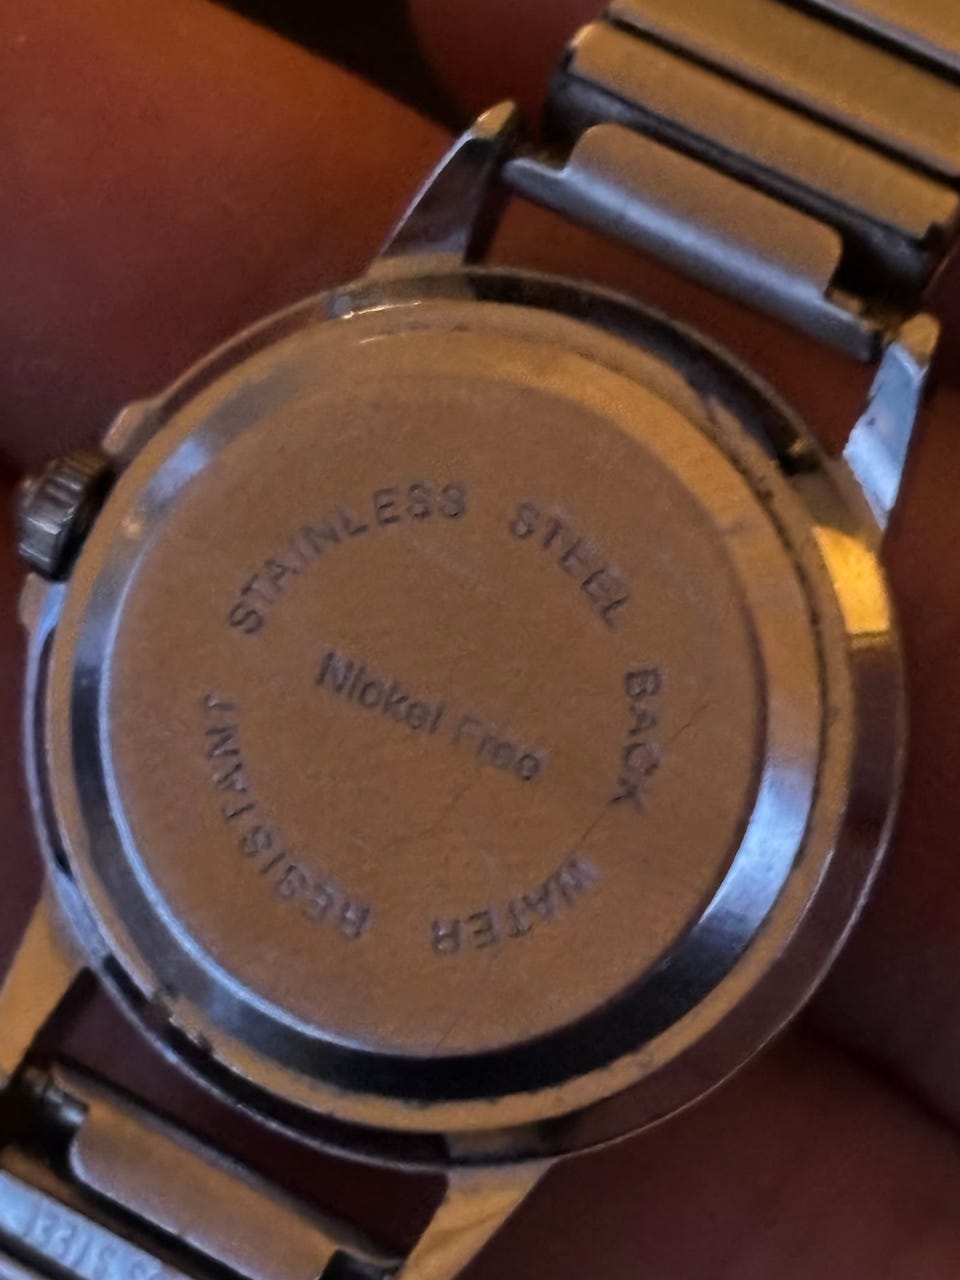 STAINLESS STEEL BACK WATER RESISTANT
Nickel Free